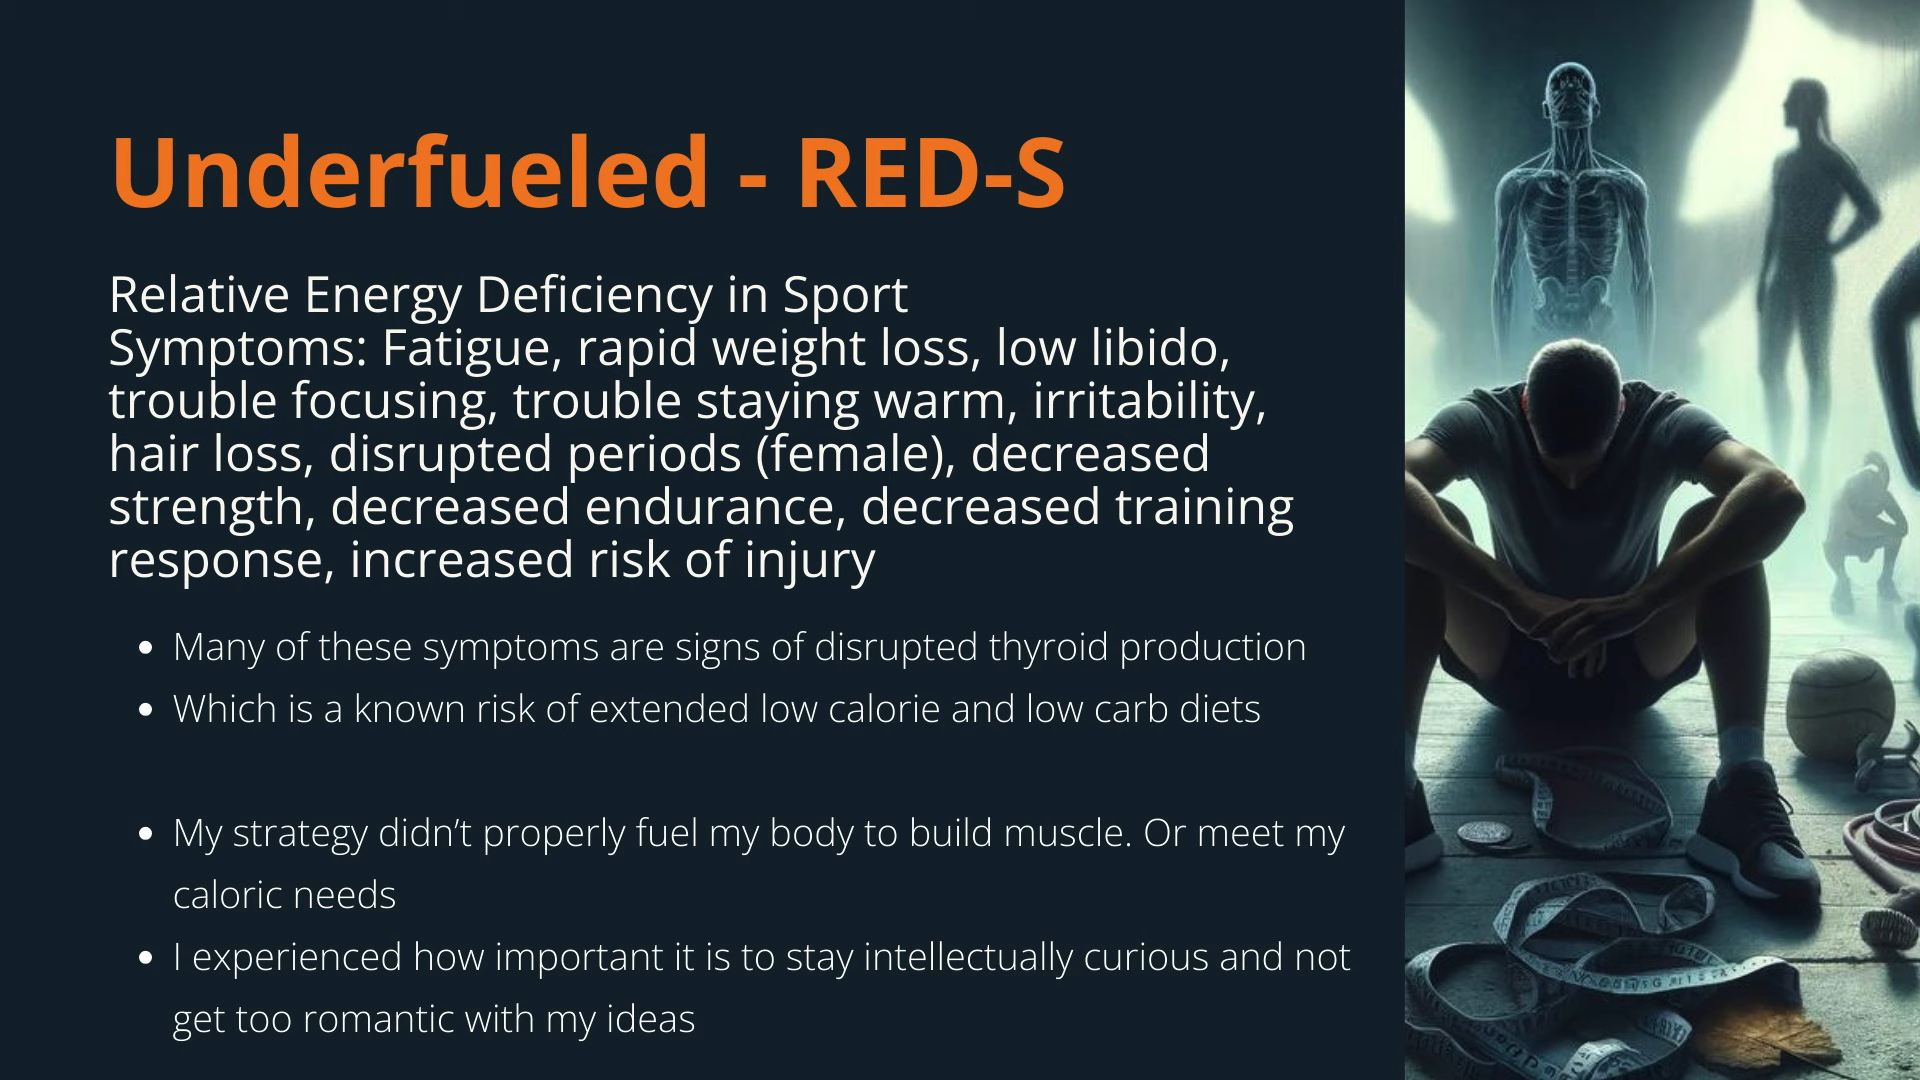 Underfueled - RED-S
Relative Energy Deficiency in Sport
Symptoms: Fatigue, rapid weight loss, low libido,
trouble focusing, trouble staying warm, irritability,
hair loss, disrupted periods (female), decreased
strength, decreased endurance, decreased training
response, increased risk of injury
• Many of these symptoms are signs of disrupted thyroid production
• Which is a known risk of extended low calorie and low carb diets
• My strategy didn’t properly fuel my body to build muscle. Or meet my
caloric needs
• I experienced how important it is to stay intellectually curious and not
get too romantic with my ideas